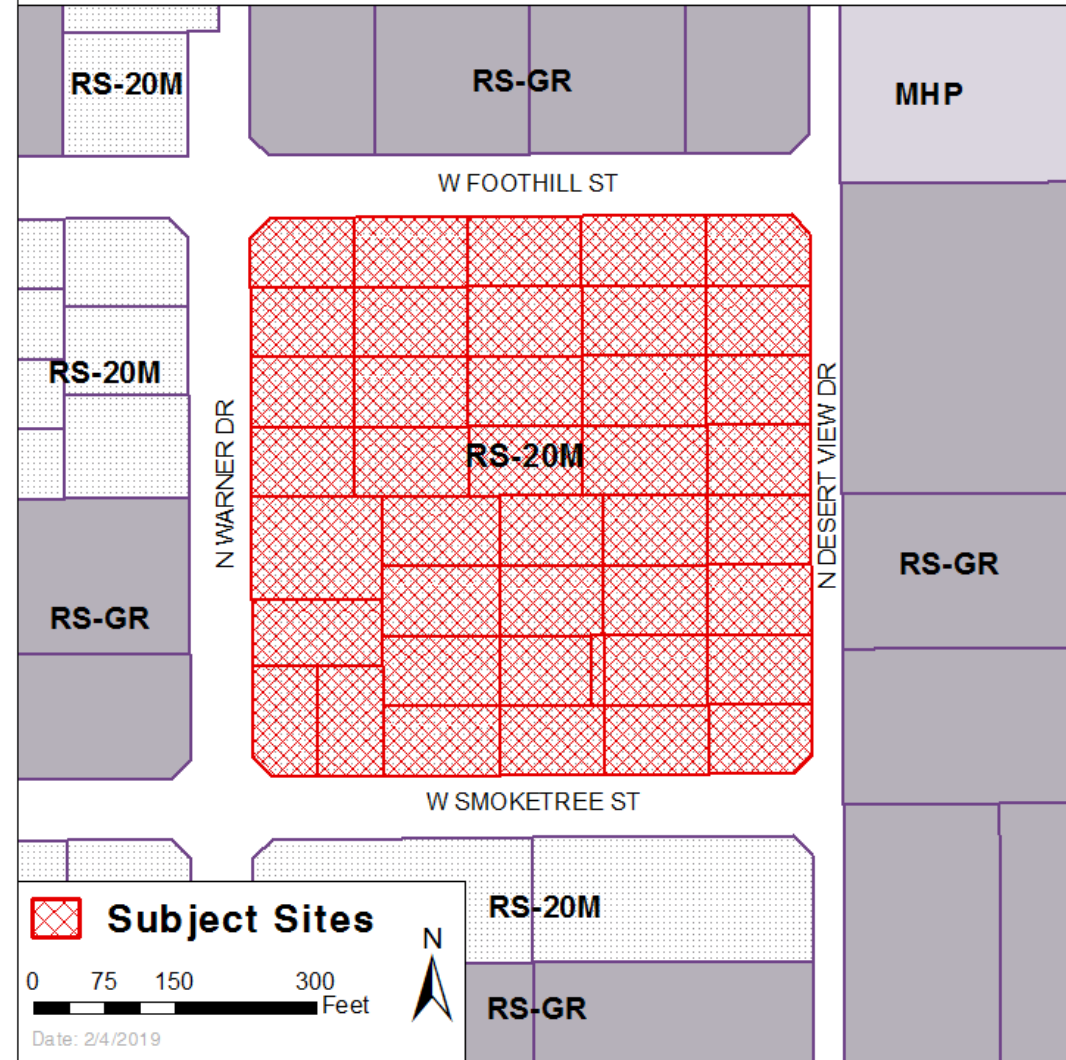 RS-20M
RS-GR
MHP
W FOOTHILL ST
RS-20M
N WARNER DR
RS-20M
N DESERT VIEW DR
RS-GR
RS-GR
W SMOKETREE ST
RS-20M
RS-GR
Subject Sites
N
0 75 150 300
Feet
Date: 2/4/2019